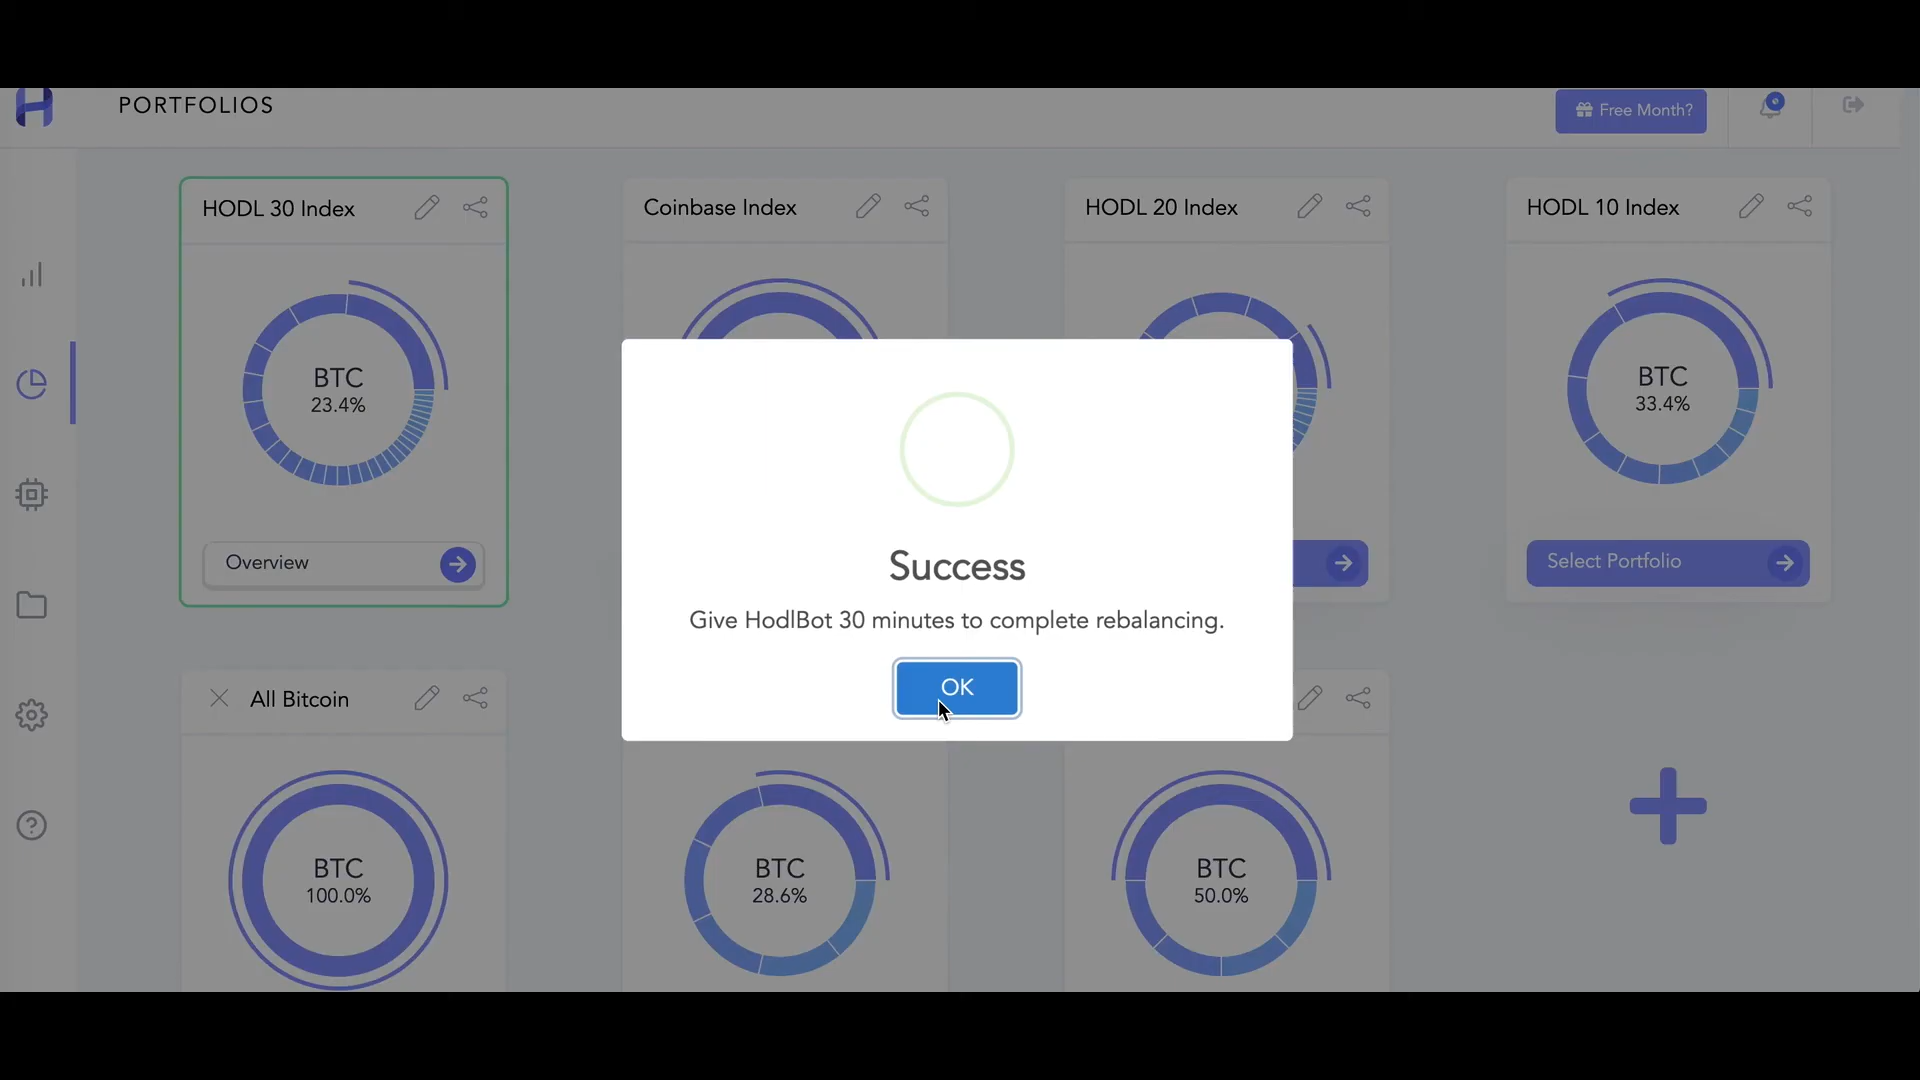 PORTFOLIOS
Free Month?
HODL 30 Index
Coinbase Index
HODL 20 Index
HODL 10 Index
BTC
23.4%
BTC
33.4%
Overview
Select Portfolio
Success
Give HodlBot 30 minutes to complete rebalancing.
OK
All Bitcoin
BTC
100.0%
BTC
28.6%
BTC
50.0%